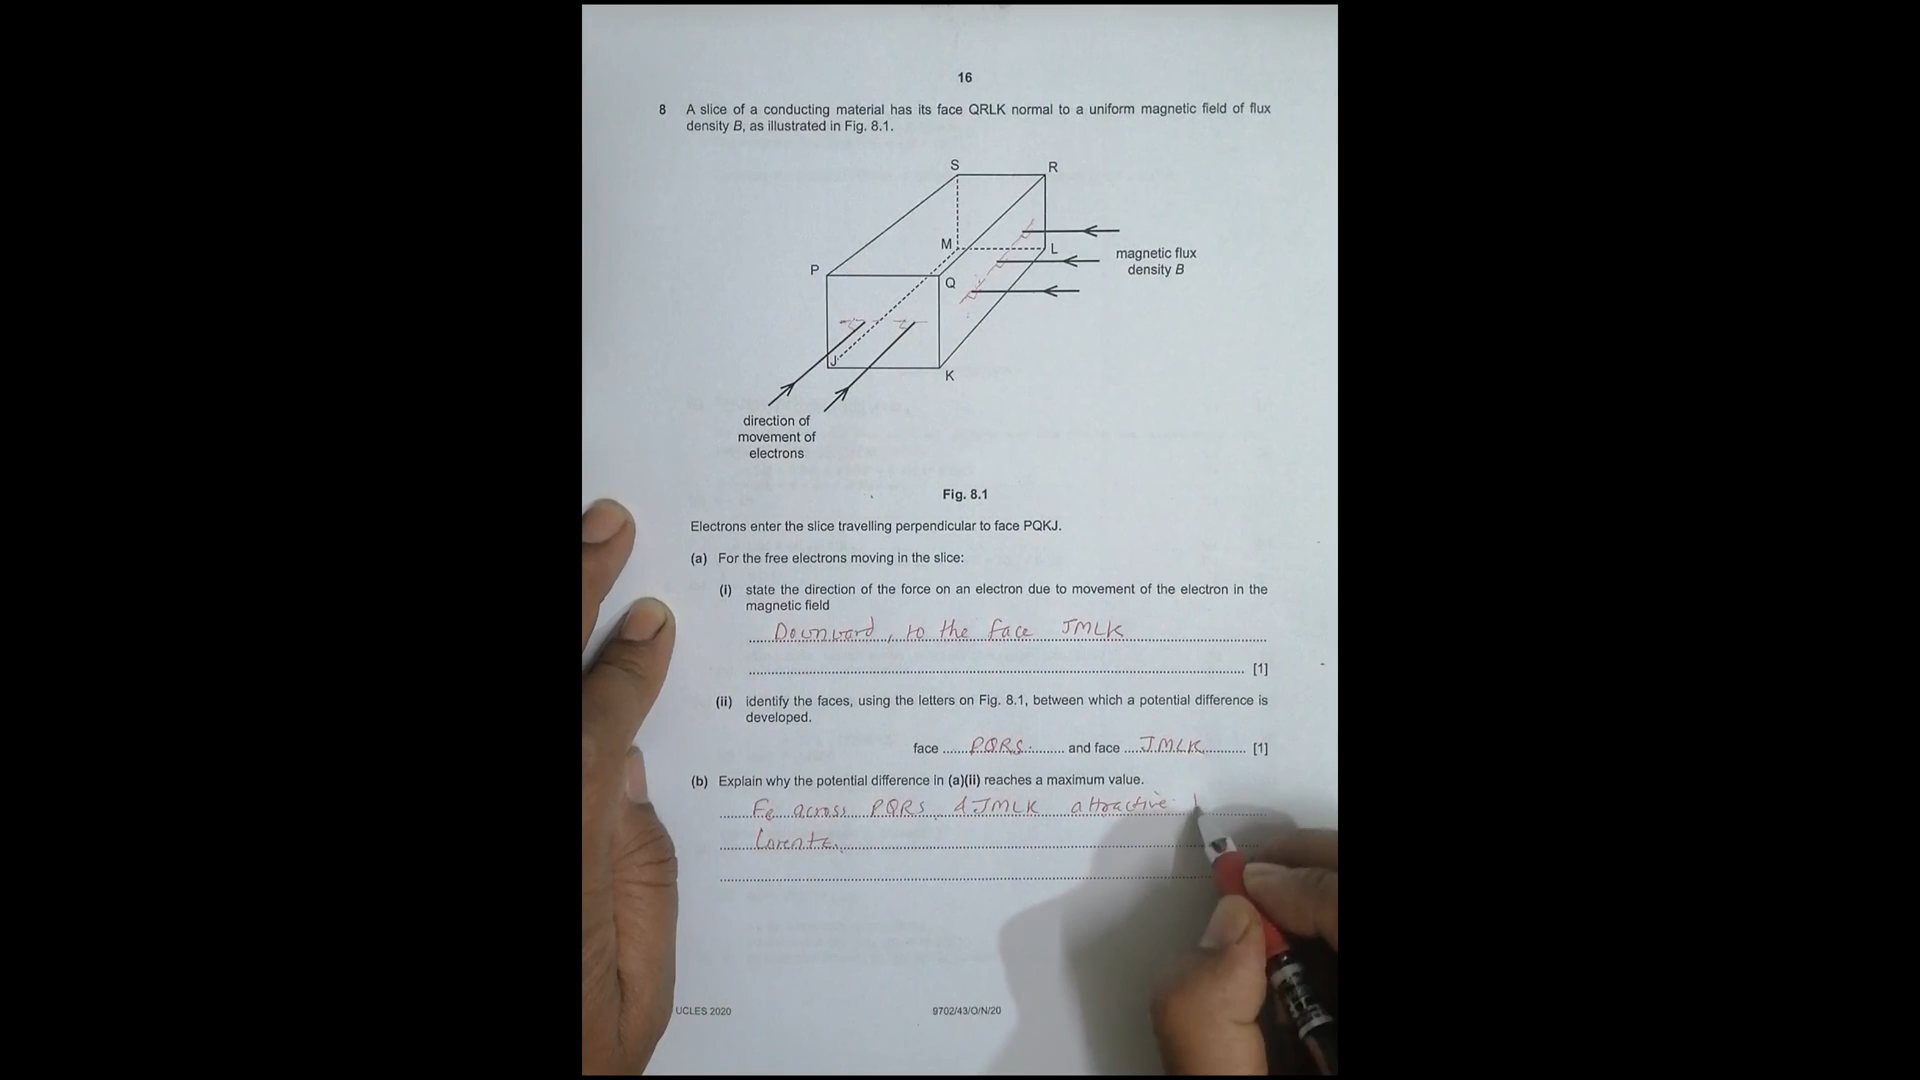 16
8 A slice of a conducting material has its face QRLK normal to a uniform magnetic field of flux
density B, as illustrated in Fig. 8.1.
S
R
M
L
magnetic flux
density B
P
Q
J
K
direction of
movement of
electrons
Fig. 8.1
Electrons enter the slice travelling perpendicular to face PQKJ.
(a) For the free electrons moving in the slice:
(i) state the direction of the force on an electron due to movement of the electron in the
magnetic field
Downward, to the face JMLK
[1]
(ii) identify the faces, using the letters on Fig. 8.1, between which a potential difference is
developed.
face PQRS and face JMLK [1]
(b) Explain why the potential difference in (a)(ii) reaches a maximum value.
across PQRS & JMLK attractive
UCLES 2020
9702/43/O/N/20